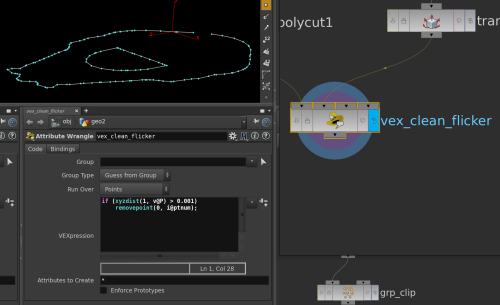 polycut1
tran
vex_clean_flicker
obj
geo2
Attribute Wrangle vex_clean_flicker
Code
Bindings
Group
Group Type
Guess from Group
Run Over
Points
VEXpression
if (xyzdist(1, v@P) > 0.001)
removepoint(0, i@ptnum);
Ln 1, Col 28
Attributes to Create
*
Enforce Prototypes
vex_clean_flicker
grp_clip